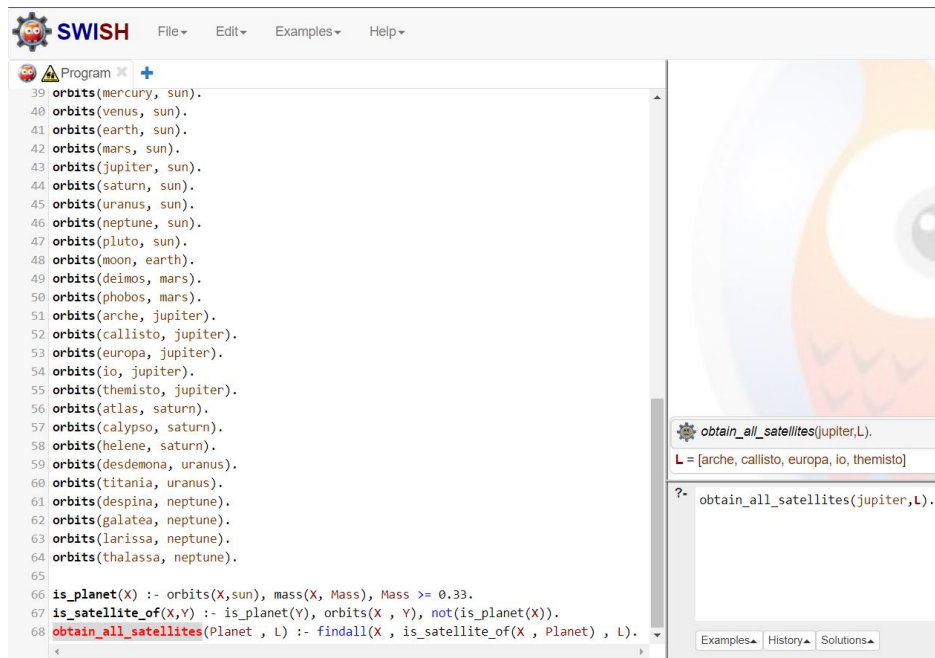 SWISH File Edit Examples Help
Program
39 orbits(mercury, sun).
40 orbits(venus, sun).
41 orbits(earth, sun).
42 orbits(mars, sun).
43 orbits(jupiter, sun).
44 orbits(saturn, sun).
45 orbits(uranus, sun).
46 orbits(neptune, sun).
47 orbits(pluto, sun).
48 orbits(moon, earth).
49 orbits(deimos, mars).
50 orbits(phobos, mars).
51 orbits(arche, jupiter).
52 orbits(callisto, jupiter).
53 orbits(europa, jupiter).
54 orbits(io, jupiter).
55 orbits(themisto, jupiter).
56 orbits(atlas, saturn).
57 orbits(calypso, saturn).
58 orbits(helene, saturn).
59 orbits(desdemona, uranus).
60 orbits(titania, uranus).
61 orbits(despina, neptune).
62 orbits(galatea, neptune).
63 orbits(larissa, neptune).
64 orbits(thalassa, neptune).
65
66 is_planet(X) :- orbits(X,sun), mass(X, Mass), Mass >= 0.33.
67 is_satellite_of(X,Y) :- is_planet(Y), orbits(X , Y), not(is_planet(X)).
68 obtain_all_satellites(Planet , L) :- findall(X , is_satellite_of(X , Planet) , L).
obtain_all_satellites(jupiter,L).
L = [arche, callisto, europa, io, themisto]
?- obtain_all_satellites(jupiter,L).
Examples History Solutions